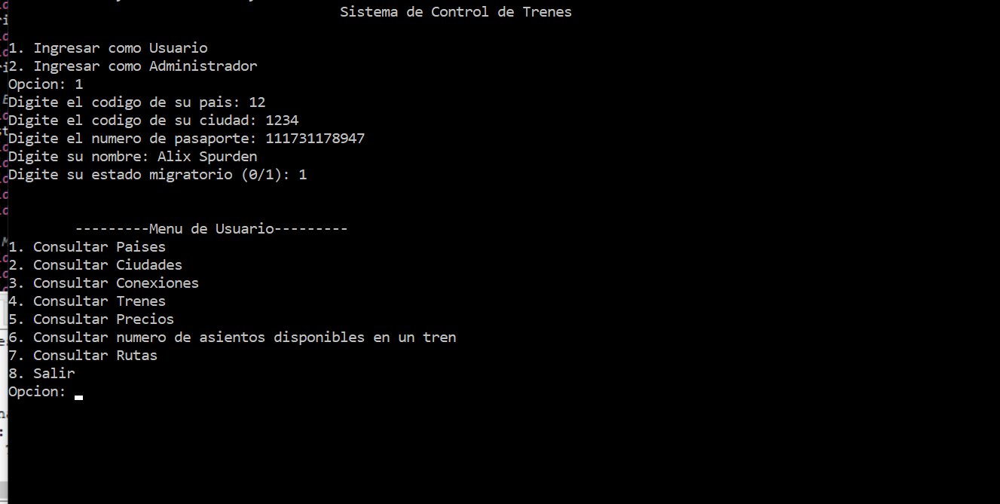 Sistema de Control de Trenes
1. Ingresar como Usuario
2. Ingresar como Administrador
Opcion: 1
Digite el codigo de su pais: 12
Digite el codigo de su ciudad: 1234
Digite el numero de pasaporte: 111731178947
Digite su nombre: Alix Spurden
Digite su estado migratorio (0/1): 1
---------Menu de Usuario---------
1. Consultar Paises
2. Consultar Ciudades
3. Consultar Conexiones
4. Consultar Trenes
5. Consultar Precios
6. Consultar numero de asientos disponibles en un tren
7. Consultar Rutas
8. Salir
Opcion: